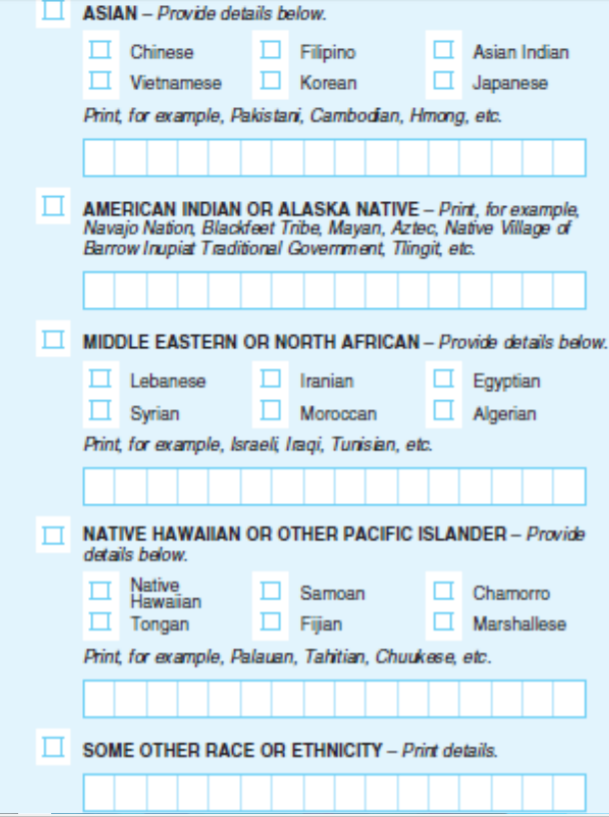 ASIAN – Provide details below.
Chinese Filipino Asian Indian
Vietnamese Korean Japanese
Print, for example, Pakistani, Cambodian, Hmong, etc.
AMERICAN INDIAN OR ALASKA NATIVE – Print, for example,
Navajo Nation, Blackfeet Tribe, Mayan, Aztec, Native Village of
Barrow Inupiat Traditional Government, Tlingit, etc.
MIDDLE EASTERN OR NORTH AFRICAN – Provide details below.
Lebanese Iranian Egyptian
Syrian Moroccan Algerian
Print, for example, Israeli, Iraqi, Tunisian, etc.
NATIVE HAWAIIAN OR OTHER PACIFIC ISLANDER – Provide
details below.
Native
Hawaiian Samoan Chamorro
Tongan Fijian Marshallese
Print, for example, Palauan, Tahitian, Chuukese, etc.
SOME OTHER RACE OR ETHNICITY – Print details.